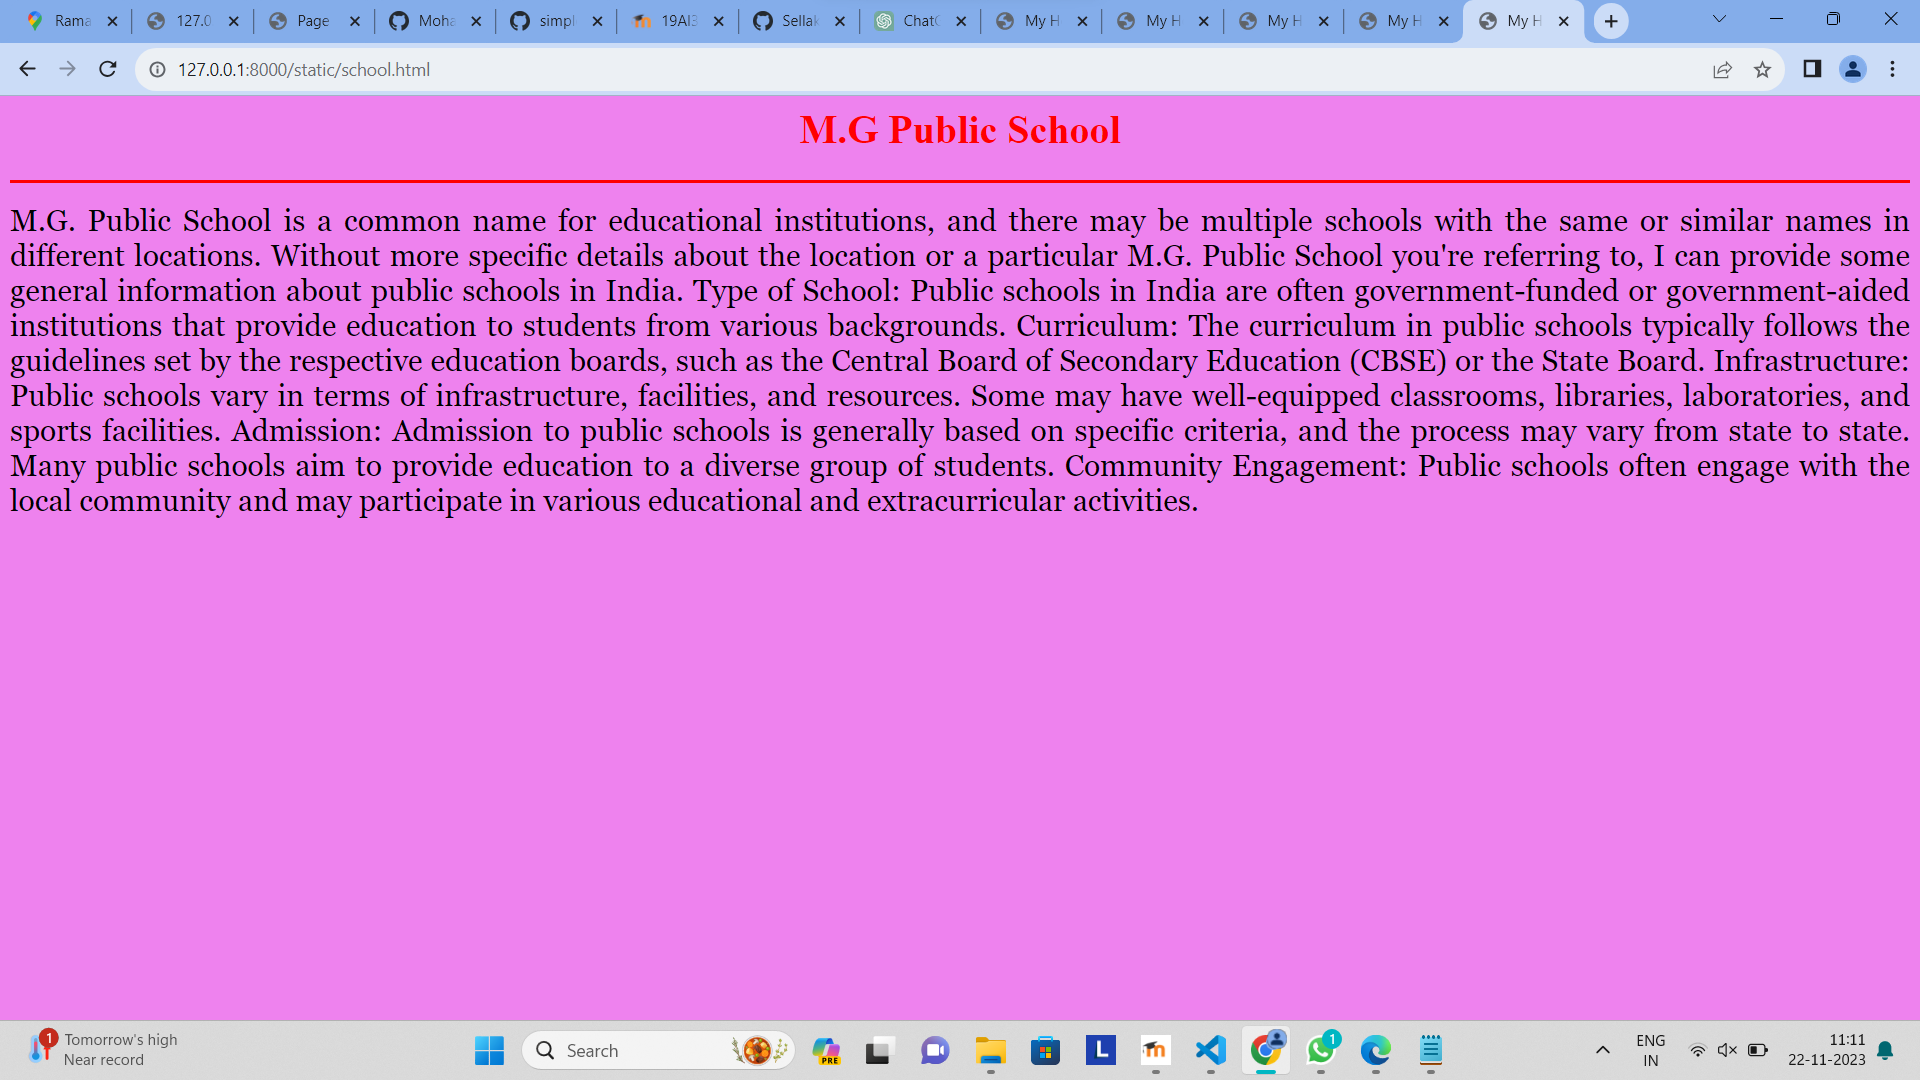 Rama
127.0
Page
Moha
simpl
19AI3
Sellak
ChatG
My H
My H
My H
My H
My H
127.0.0.1:8000/static/school.html
M.G Public School
M.G. Public School is a common name for educational institutions, and there may be multiple schools with the same or similar names in
different locations. Without more specific details about the location or a particular M.G. Public School you're referring to, I can provide some
general information about public schools in India. Type of School: Public schools in India are often government-funded or government-aided
institutions that provide education to students from various backgrounds. Curriculum: The curriculum in public schools typically follows the
guidelines set by the respective education boards, such as the Central Board of Secondary Education (CBSE) or the State Board. Infrastructure:
Public schools vary in terms of infrastructure, facilities, and resources. Some may have well-equipped classrooms, libraries, laboratories, and
sports facilities. Admission: Admission to public schools is generally based on specific criteria, and the process may vary from state to state.
Many public schools aim to provide education to a diverse group of students. Community Engagement: Public schools often engage with the
local community and may participate in various educational and extracurricular activities.
1
Tomorrow's high
Near record
Search
PRE
L
1
ENG
IN
11:11
22-11-2023